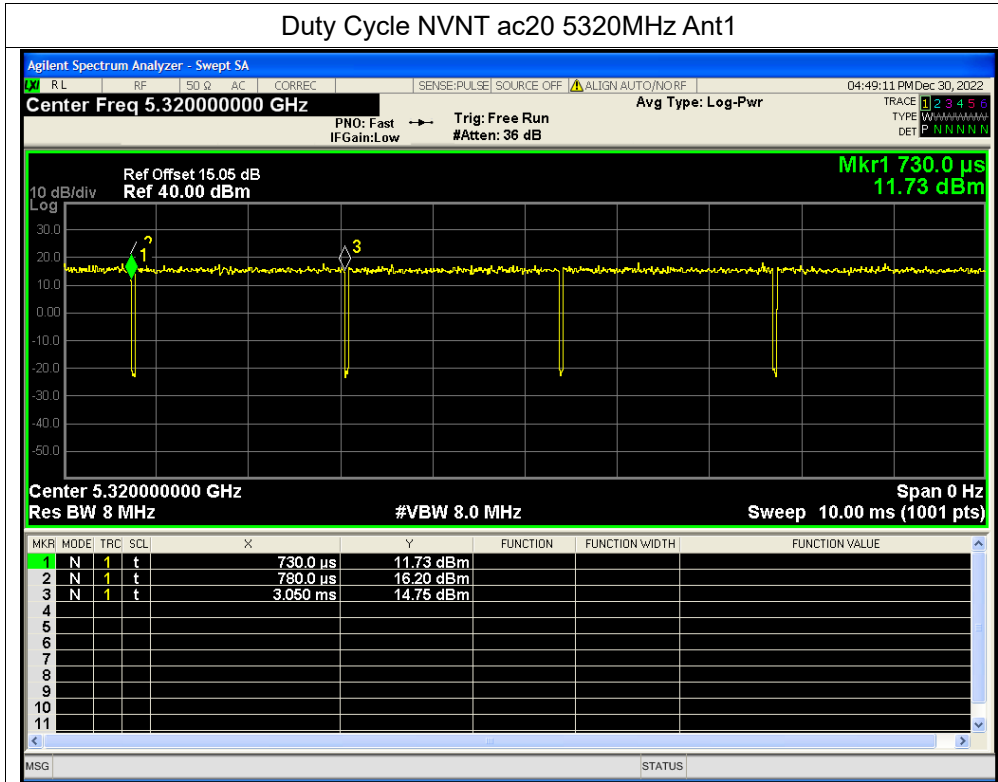 Duty Cycle NVNT ac20 5320MHz Ant1
Agilent Spectrum Analyzer - Swept SA
LXI RL RF 50 Ω AC CORREC SENSE:PULSE SOURCE OFF ALIGN AUTO/NO RF 04:49:11 PM Dec 30, 2022
Center Freq 5.320000000 GHz Avg Type: Log-Pwr TRACE 1 2 3 4 5 6
PNO: Fast Trig: Free Run TYPE WWWWWW
IFGain:Low #Atten: 36 dB DET P N N N N N
Mkr1 730.0 µs
11.73 dBm
Ref Offset 15.05 dB
10 dB/div Ref 40.00 dBm
Log
30.0
20.0
10.0
0.00
-10.0
-20.0
-30.0
-40.0
-50.0
1
2
3
Center 5.320000000 GHz Span 0 Hz
Res BW 8 MHz #VBW 8.0 MHz Sweep 10.00 ms (1001 pts)
MKR MODE TRC SCL X Y FUNCTION FUNCTION WIDTH FUNCTION VALUE
1 N 1 t 730.0 µs 11.73 dBm
2 N 1 t 780.0 µs 16.20 dBm
3 N 1 t 3.050 ms 14.75 dBm
4
5
6
7
8
9
10
11
MSG STATUS